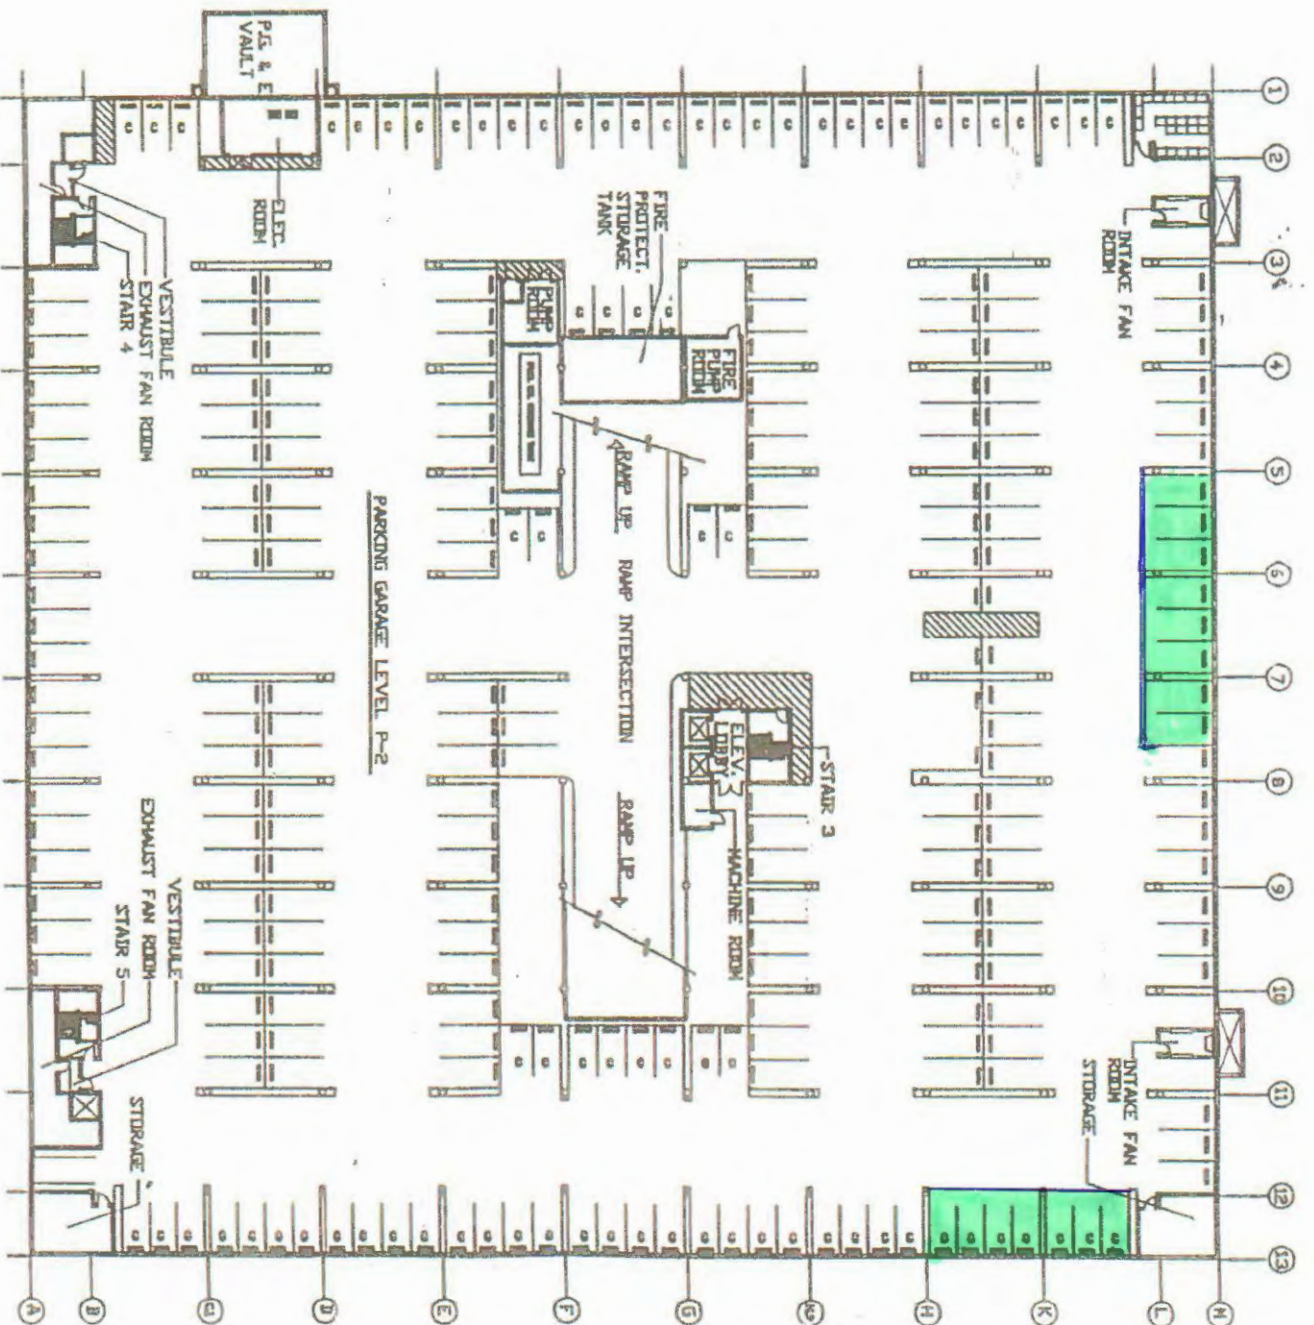 P.G. & E
VAULT
ELEC.
ROOM
FIRE
PROTECT.
STORAGE
TANK
INTAKE FAN
ROOM
VESTIBULE
EXHAUST FAN ROOM
STAIR 4
PUMP
ROOM
FIRE
PUMP
ROOM
RAMP UP
RAMP INTERSECTION
RAMP UP
PARKING GARAGE LEVEL P-2
ELEV.
LOBBY
STAIR 3
MACHINE ROOM
VESTIBULE
EXHAUST FAN ROOM
STAIR 5
STORAGE
INTAKE FAN
ROOM
STORAGE
1
2
3
4
5
6
7
8
9
10
11
12
13
A
B
C
D
E
F
G
H
K
L
M
C C C C C C C C C C C C C C C C C C C C C C C C
C C C C
C C C C
C C C C C C C C
C C C C C C C C C C C C C C C C C C C C C C C C C C C C C C C C C